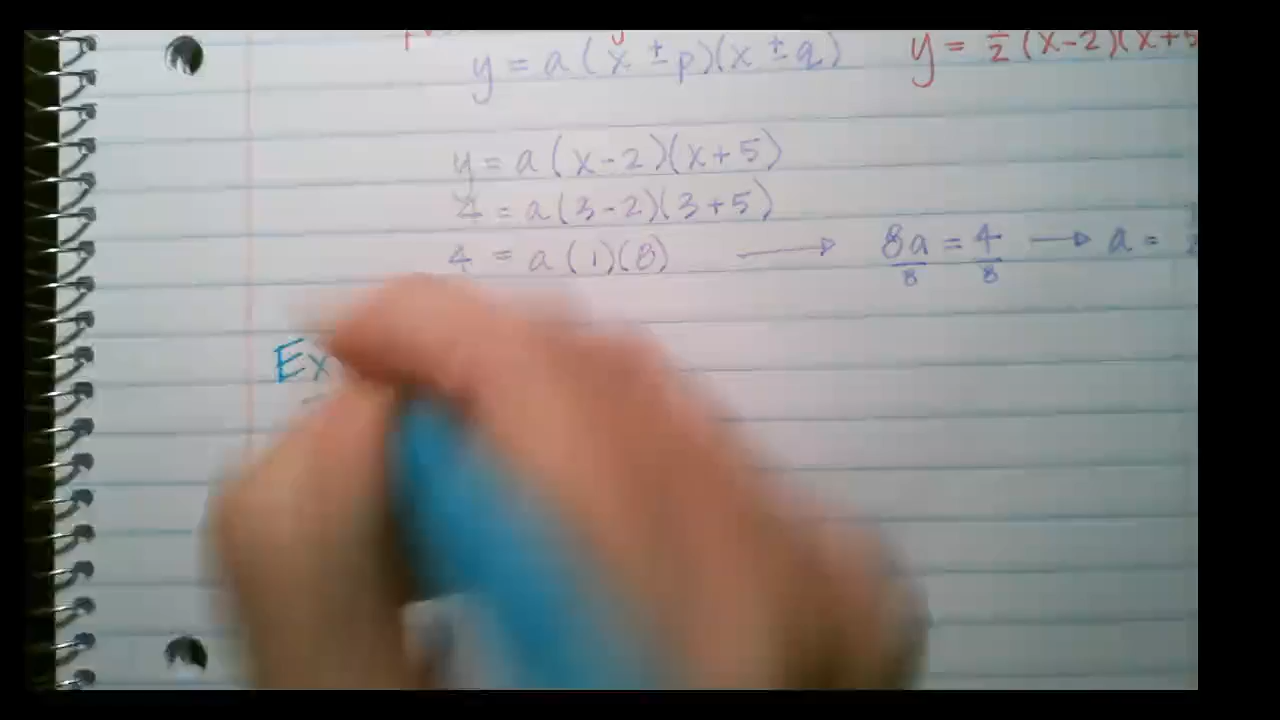 y = a(x ± p)(x ± q)
y = 1/2 (x-2)(x+5
y = a(x-2)(x+5)
4 = a(3-2)(3+5)
4 = a(1)(8) → 8a/8 = 4/8 → a =
Ex